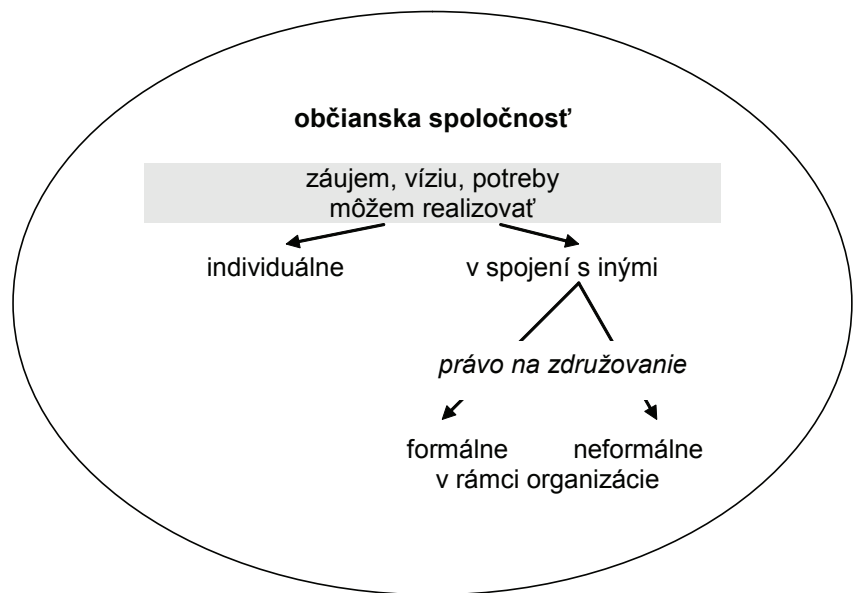 občianska spoločnosť
záujem, víziu, potreby
môžem realizovať
individuálne
v spojení s inými
právo na združovanie
formálne
neformálne
v rámci organizácie